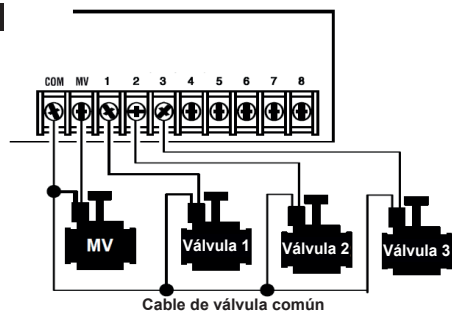 COM MV 1 2 3 4 5 6 7 8
MV
Válvula 1
Válvula 2
Válvula 3
Cable de válvula común